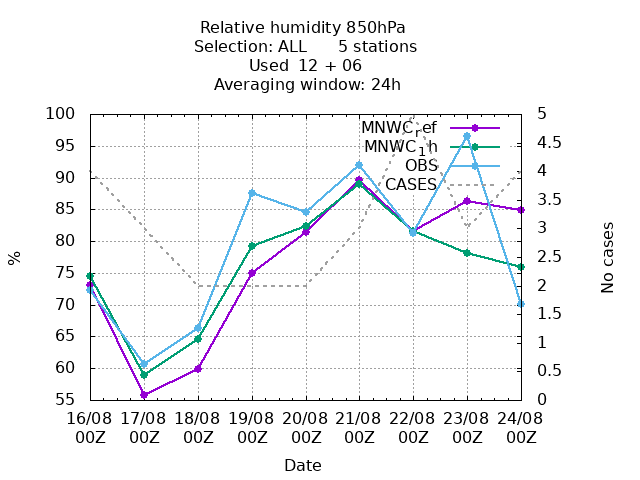 Relative humidity 850hPa
Selection: ALL      5 stations
Used  12 + 06
Averaging window: 24h
100
95
90
85
80
75
70
65
60
55
%
5
4.5
4
3.5
3
2.5
2
1.5
1
0.5
0
No cases
MNWC_ref
MNWC_1h
OBS
CASES
16/08 17/08 18/08 19/08 20/08 21/08 22/08 23/08 24/08
00Z 00Z 00Z 00Z 00Z 00Z 00Z 00Z 00Z
Date